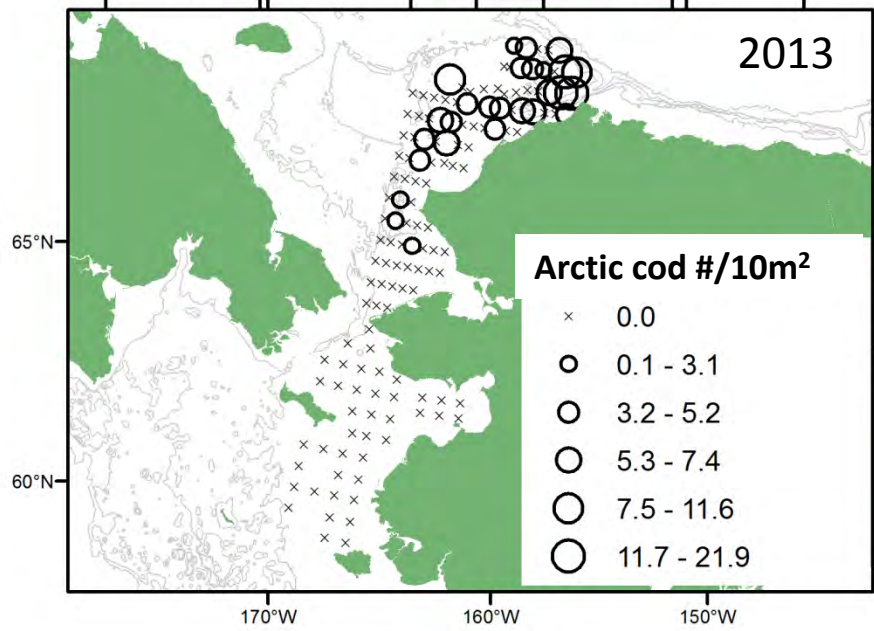 2013
65°N
Arctic cod #/10m²
0.0
0.1 - 3.1
3.2 - 5.2
5.3 - 7.4
7.5 - 11.6
11.7 - 21.9
60°N
170°W
160°W
150°W